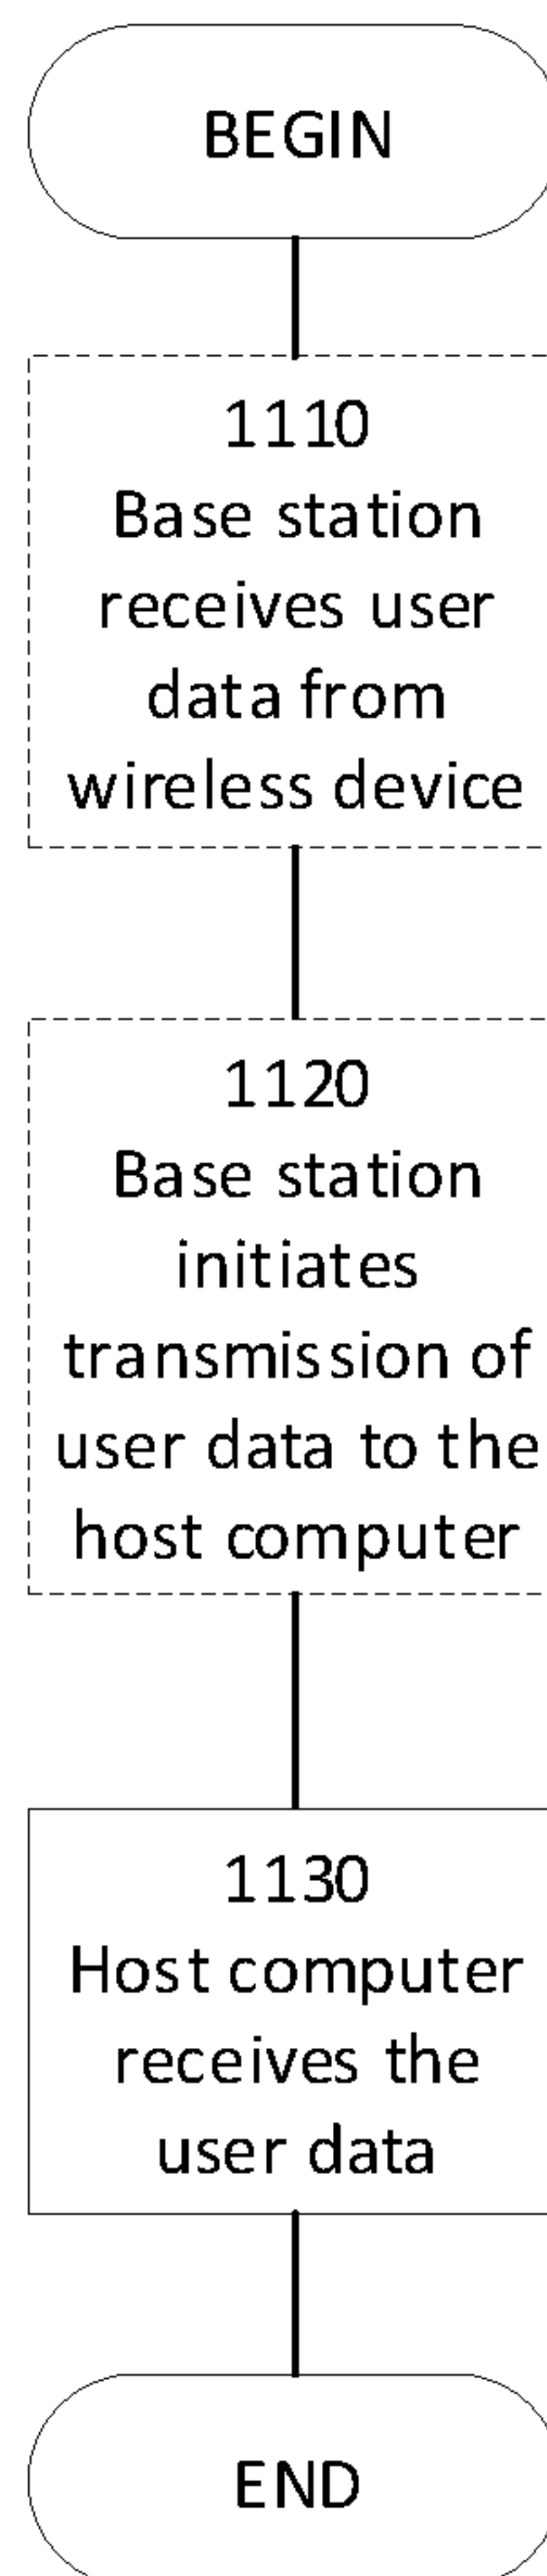 BEGIN
1110
Base station
receives user
data from
wireless device
1120
Base station
initiates
transmission of
user data to the
host computer
1130
Host computer
receives the
user data
END